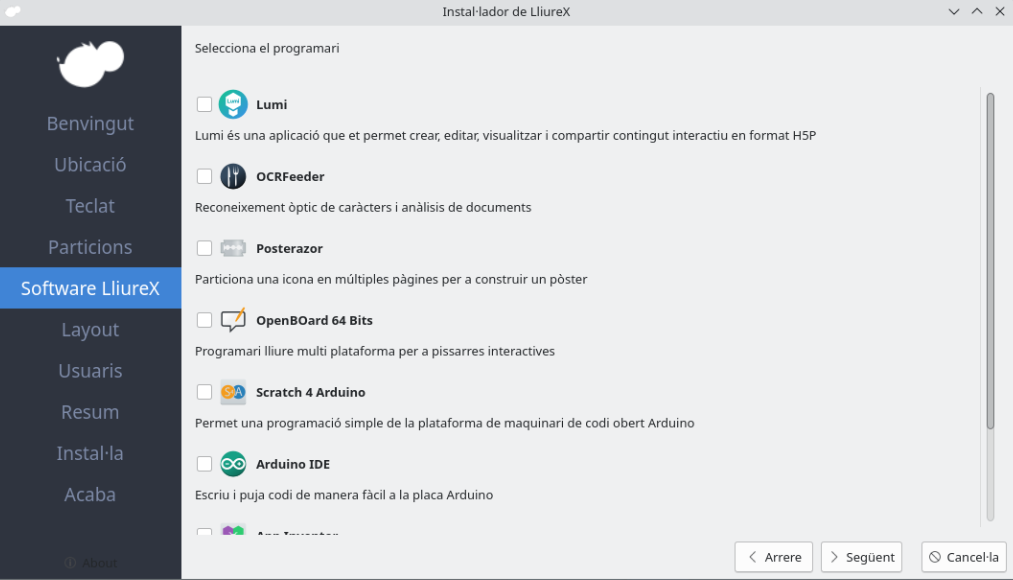 Instal·lador de LliureX
Selecciona el programari
Benvingut
Ubicació
Teclat
Particions
Software LliureX
Layout
Usuaris
Resum
Instal·la
Acaba
About
Lumi
Lumi
Lumi és una aplicació que et permet crear, editar, visualitzar i compartir contingut interactiu en format H5P
OCRFeeder
Reconeixement òptic de caràcters i anàlisis de documents
Posterazor
Particiona una icona en múltiples pàgines per a construir un pòster
OpenBOard 64 Bits
Programari lliure multi plataforma per a pissarres interactives
S4A
Scratch 4 Arduino
Permet una programació simple de la plataforma de maquinari de codi obert Arduino
Arduino IDE
Escriu i puja codi de manera fàcil a la placa Arduino
App Inventor
Arrere
Següent
Cancel·la